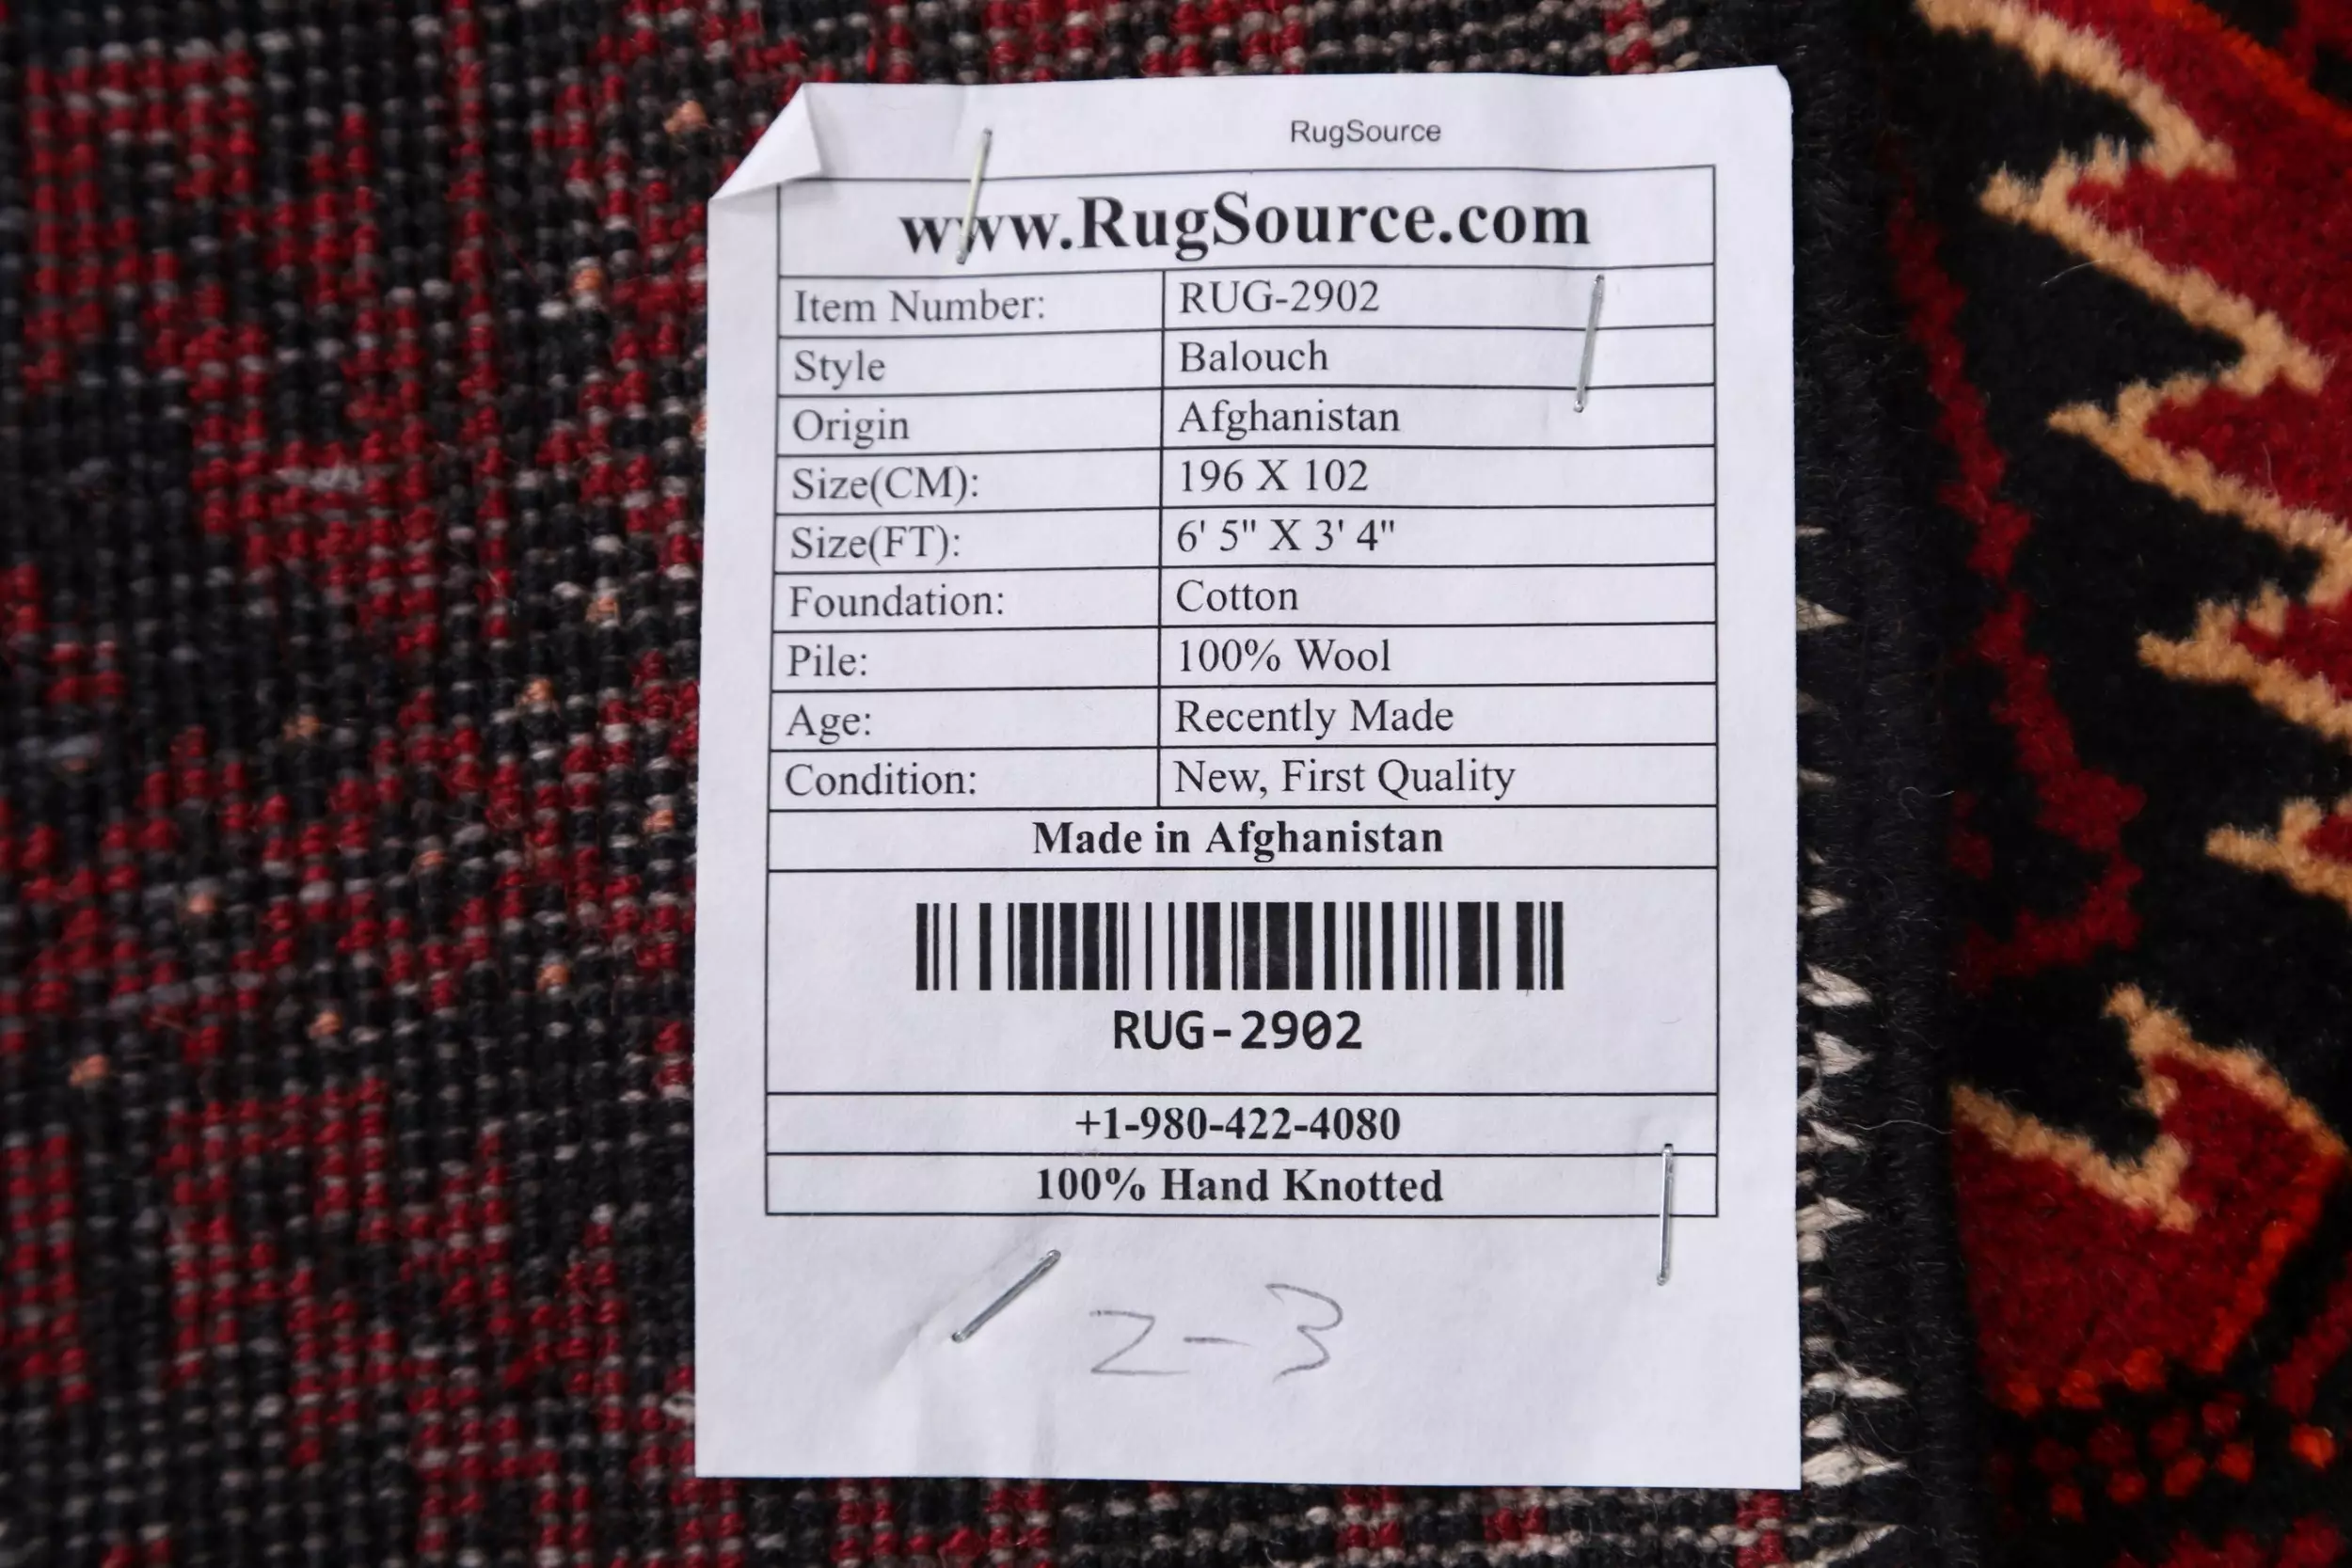 RugSource
www.RugSource.com
Item Number: RUG-2902
Style Balouch
Origin Afghanistan
Size(CM): 196 X 102
Size(FT): 6' 5" X 3' 4"
Foundation: Cotton
Pile: 100% Wool
Age: Recently Made
Condition: New, First Quality
Made in Afghanistan
RUG-2902
+1-980-422-4080
100% Hand Knotted
2-3